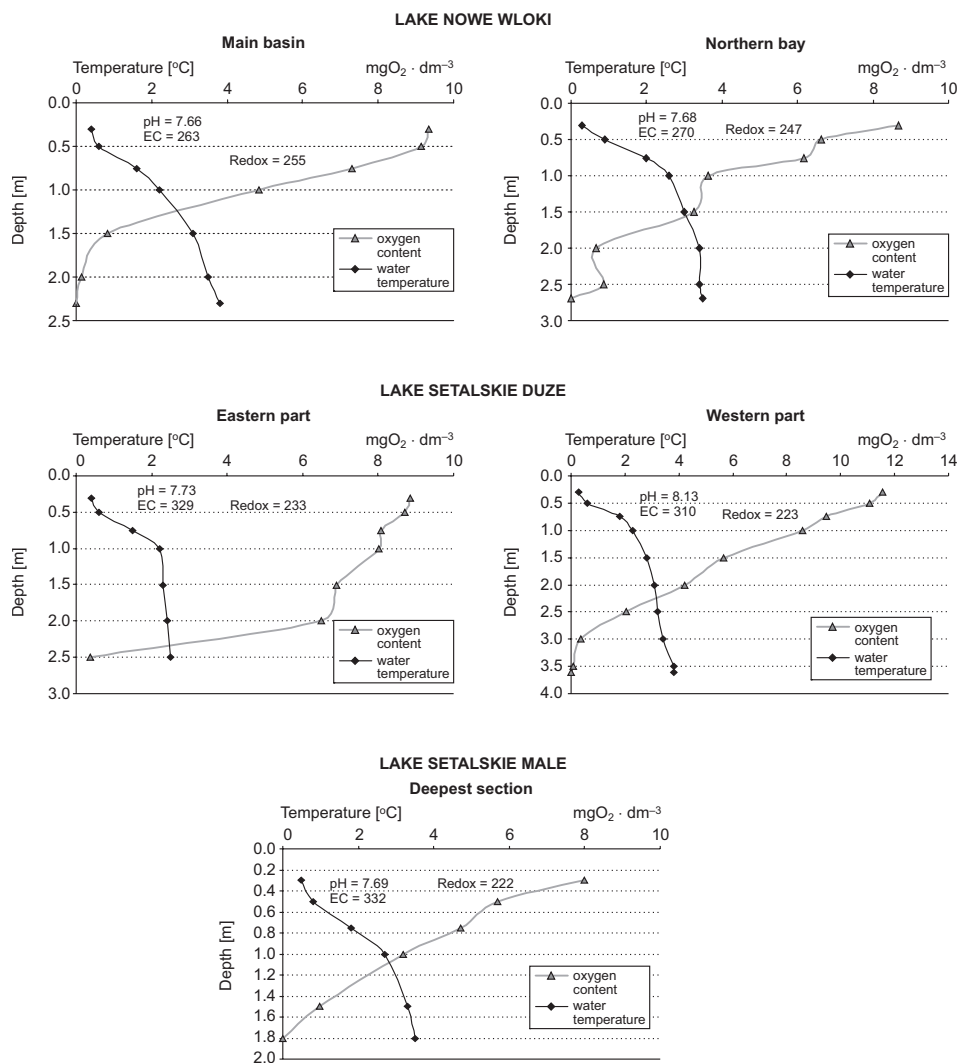 LAKE NOWE WLOKI
Main basin
Temperature [ºC] mgO₂ · dm⁻³
0 2 4 6 8 10
0.0
0.5
1.0
1.5
2.0
2.5
Depth [m]
pH = 7.66
EC = 263
Redox = 255
oxygen
content
water
temperature
Northern bay
Temperature [ºC] mgO₂ · dm⁻³
0 2 4 6 8 10
0.0
0.5
1.0
1.5
2.0
2.5
3.0
Depth [m]
pH = 7.68
EC = 270
Redox = 247
oxygen
content
water
temperature
LAKE SETALSKIE DUZE
Eastern part
Temperature [ºC] mgO₂ · dm⁻³
0 2 4 6 8 10
0.0
0.5
1.0
1.5
2.0
2.5
3.0
Depth [m]
pH = 7.73
EC = 329
Redox = 233
oxygen
content
water
temperature
Western part
Temperature [ºC] mgO₂ · dm⁻³
0 2 4 6 8 10 12 14
0.0
0.5
1.0
1.5
2.0
2.5
3.0
3.5
4.0
Depth [m]
pH = 8.13
EC = 310
Redox = 223
oxygen
content
water
temperature
LAKE SETALSKIE MALE
Deepest section
Temperature [ºC] mgO₂ · dm⁻³
0 2 4 6 8 10
0.0
0.2
0.4
0.6
0.8
1.0
1.2
1.4
1.6
1.8
2.0
Depth [m]
pH = 7.69
EC = 332
Redox = 222
oxygen
content
water
temperature